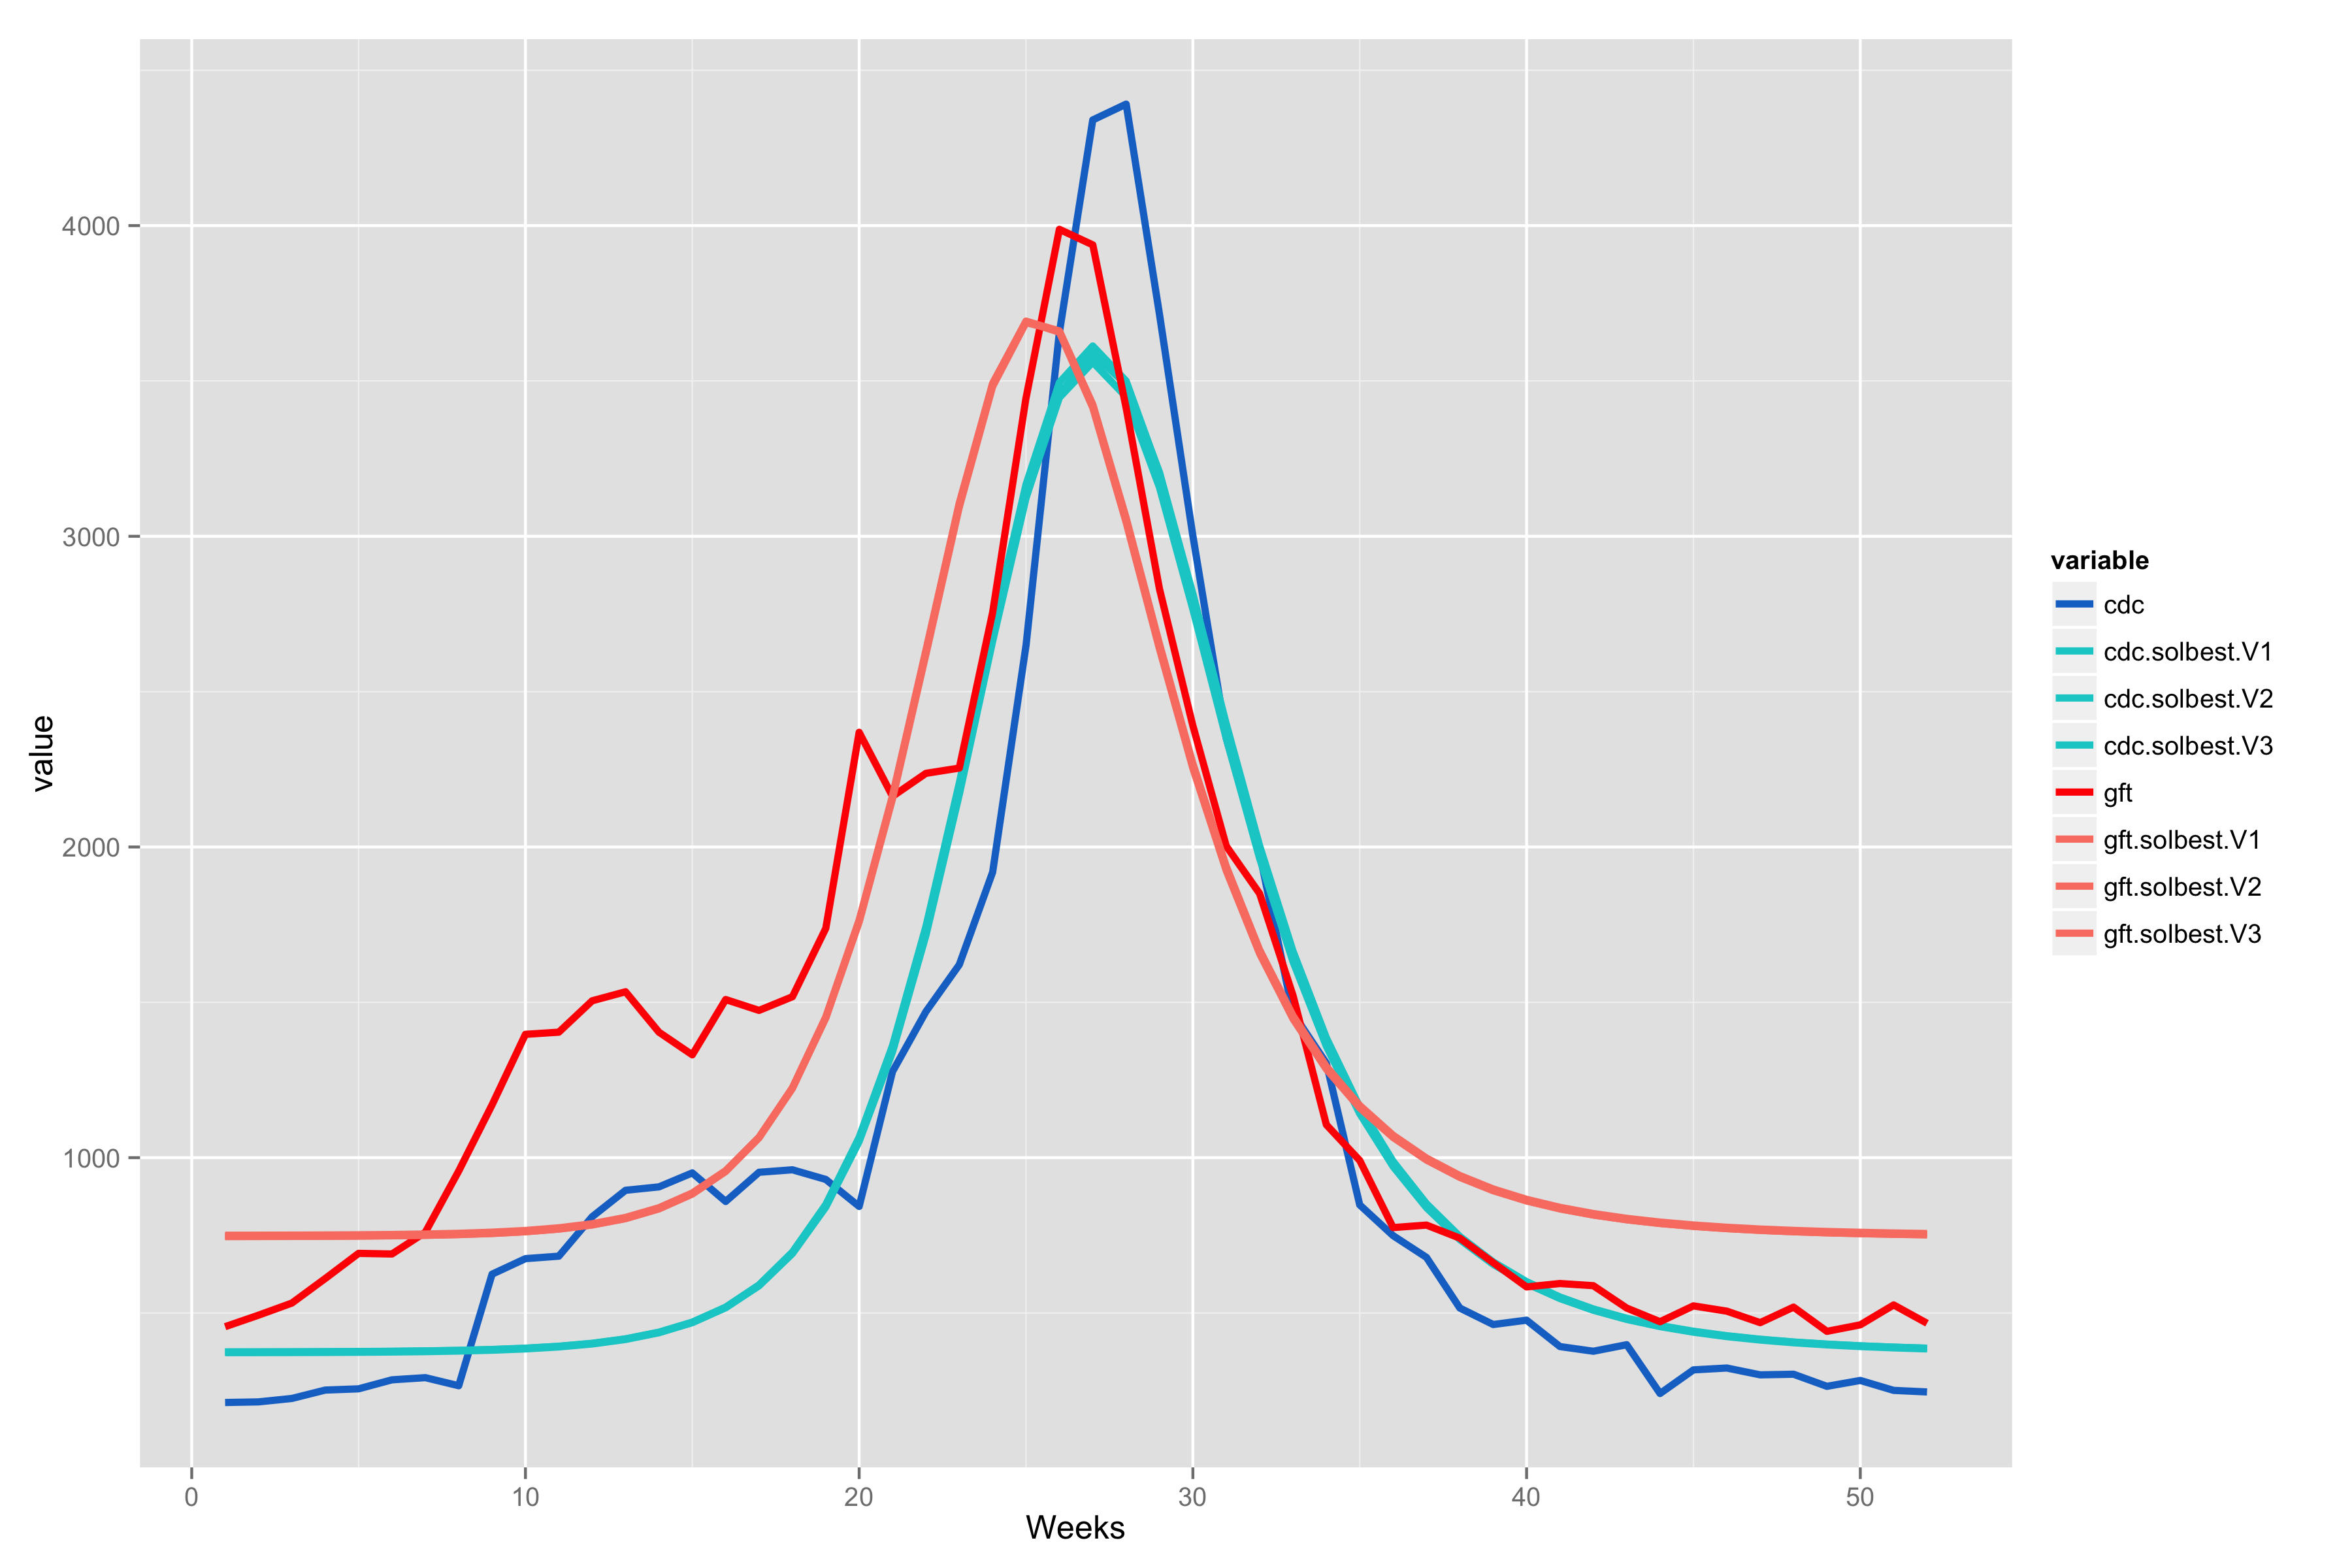 value
4000
3000
2000
1000
0
10
20
30
40
50
Weeks
variable
cdc
cdc.solbest.V1
cdc.solbest.V2
cdc.solbest.V3
gft
gft.solbest.V1
gft.solbest.V2
gft.solbest.V3